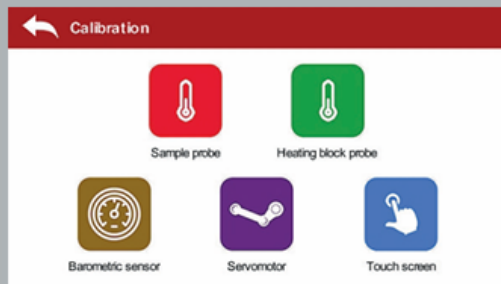 Calibration
Sample probe
Heating block probe
Barometric sensor
Servomotor
Touch screen